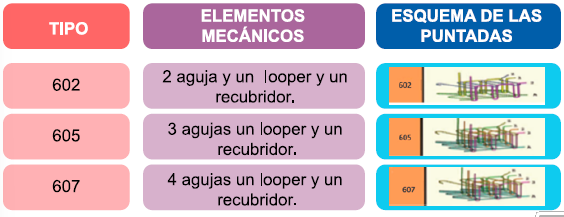 TIPO
ELEMENTOS
MECÁNICOS
ESQUEMA DE LAS
PUNTADAS
602
2 aguja y un looper y un
recubridor.
602
605
3 agujas un looper y un
recubridor.
605
607
4 agujas un looper y un
recubridor.
607